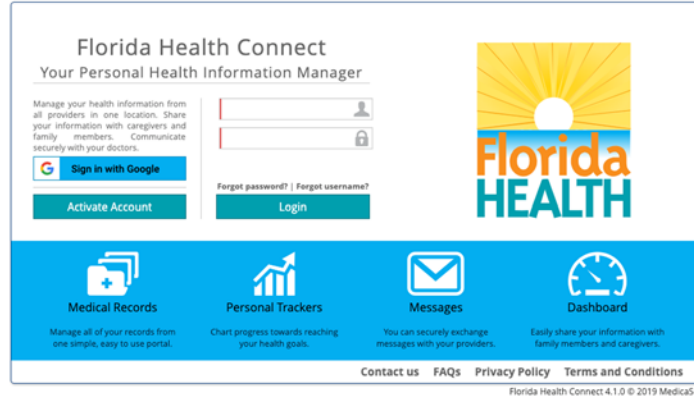 Florida Health Connect
Your Personal Health Information Manager
Manage your health information from
all providers in one location. Share
your information with caregivers and
family members. Communicate
securely with your doctors.
G Sign in with Google
Activate Account
Forgot password? | Forgot username?
Login
Florida
HEALTH
Medical Records
Manage all of your records from
one simple, easy to use portal.
Personal Trackers
Chart progress towards reaching
your health goals.
Messages
You can securely exchange
messages with your providers.
Dashboard
Easily share your information with
family members and caregivers.
Contact us FAQs Privacy Policy Terms and Conditions
Florida Health Connect 4.1.0 © 2019 MedicaS